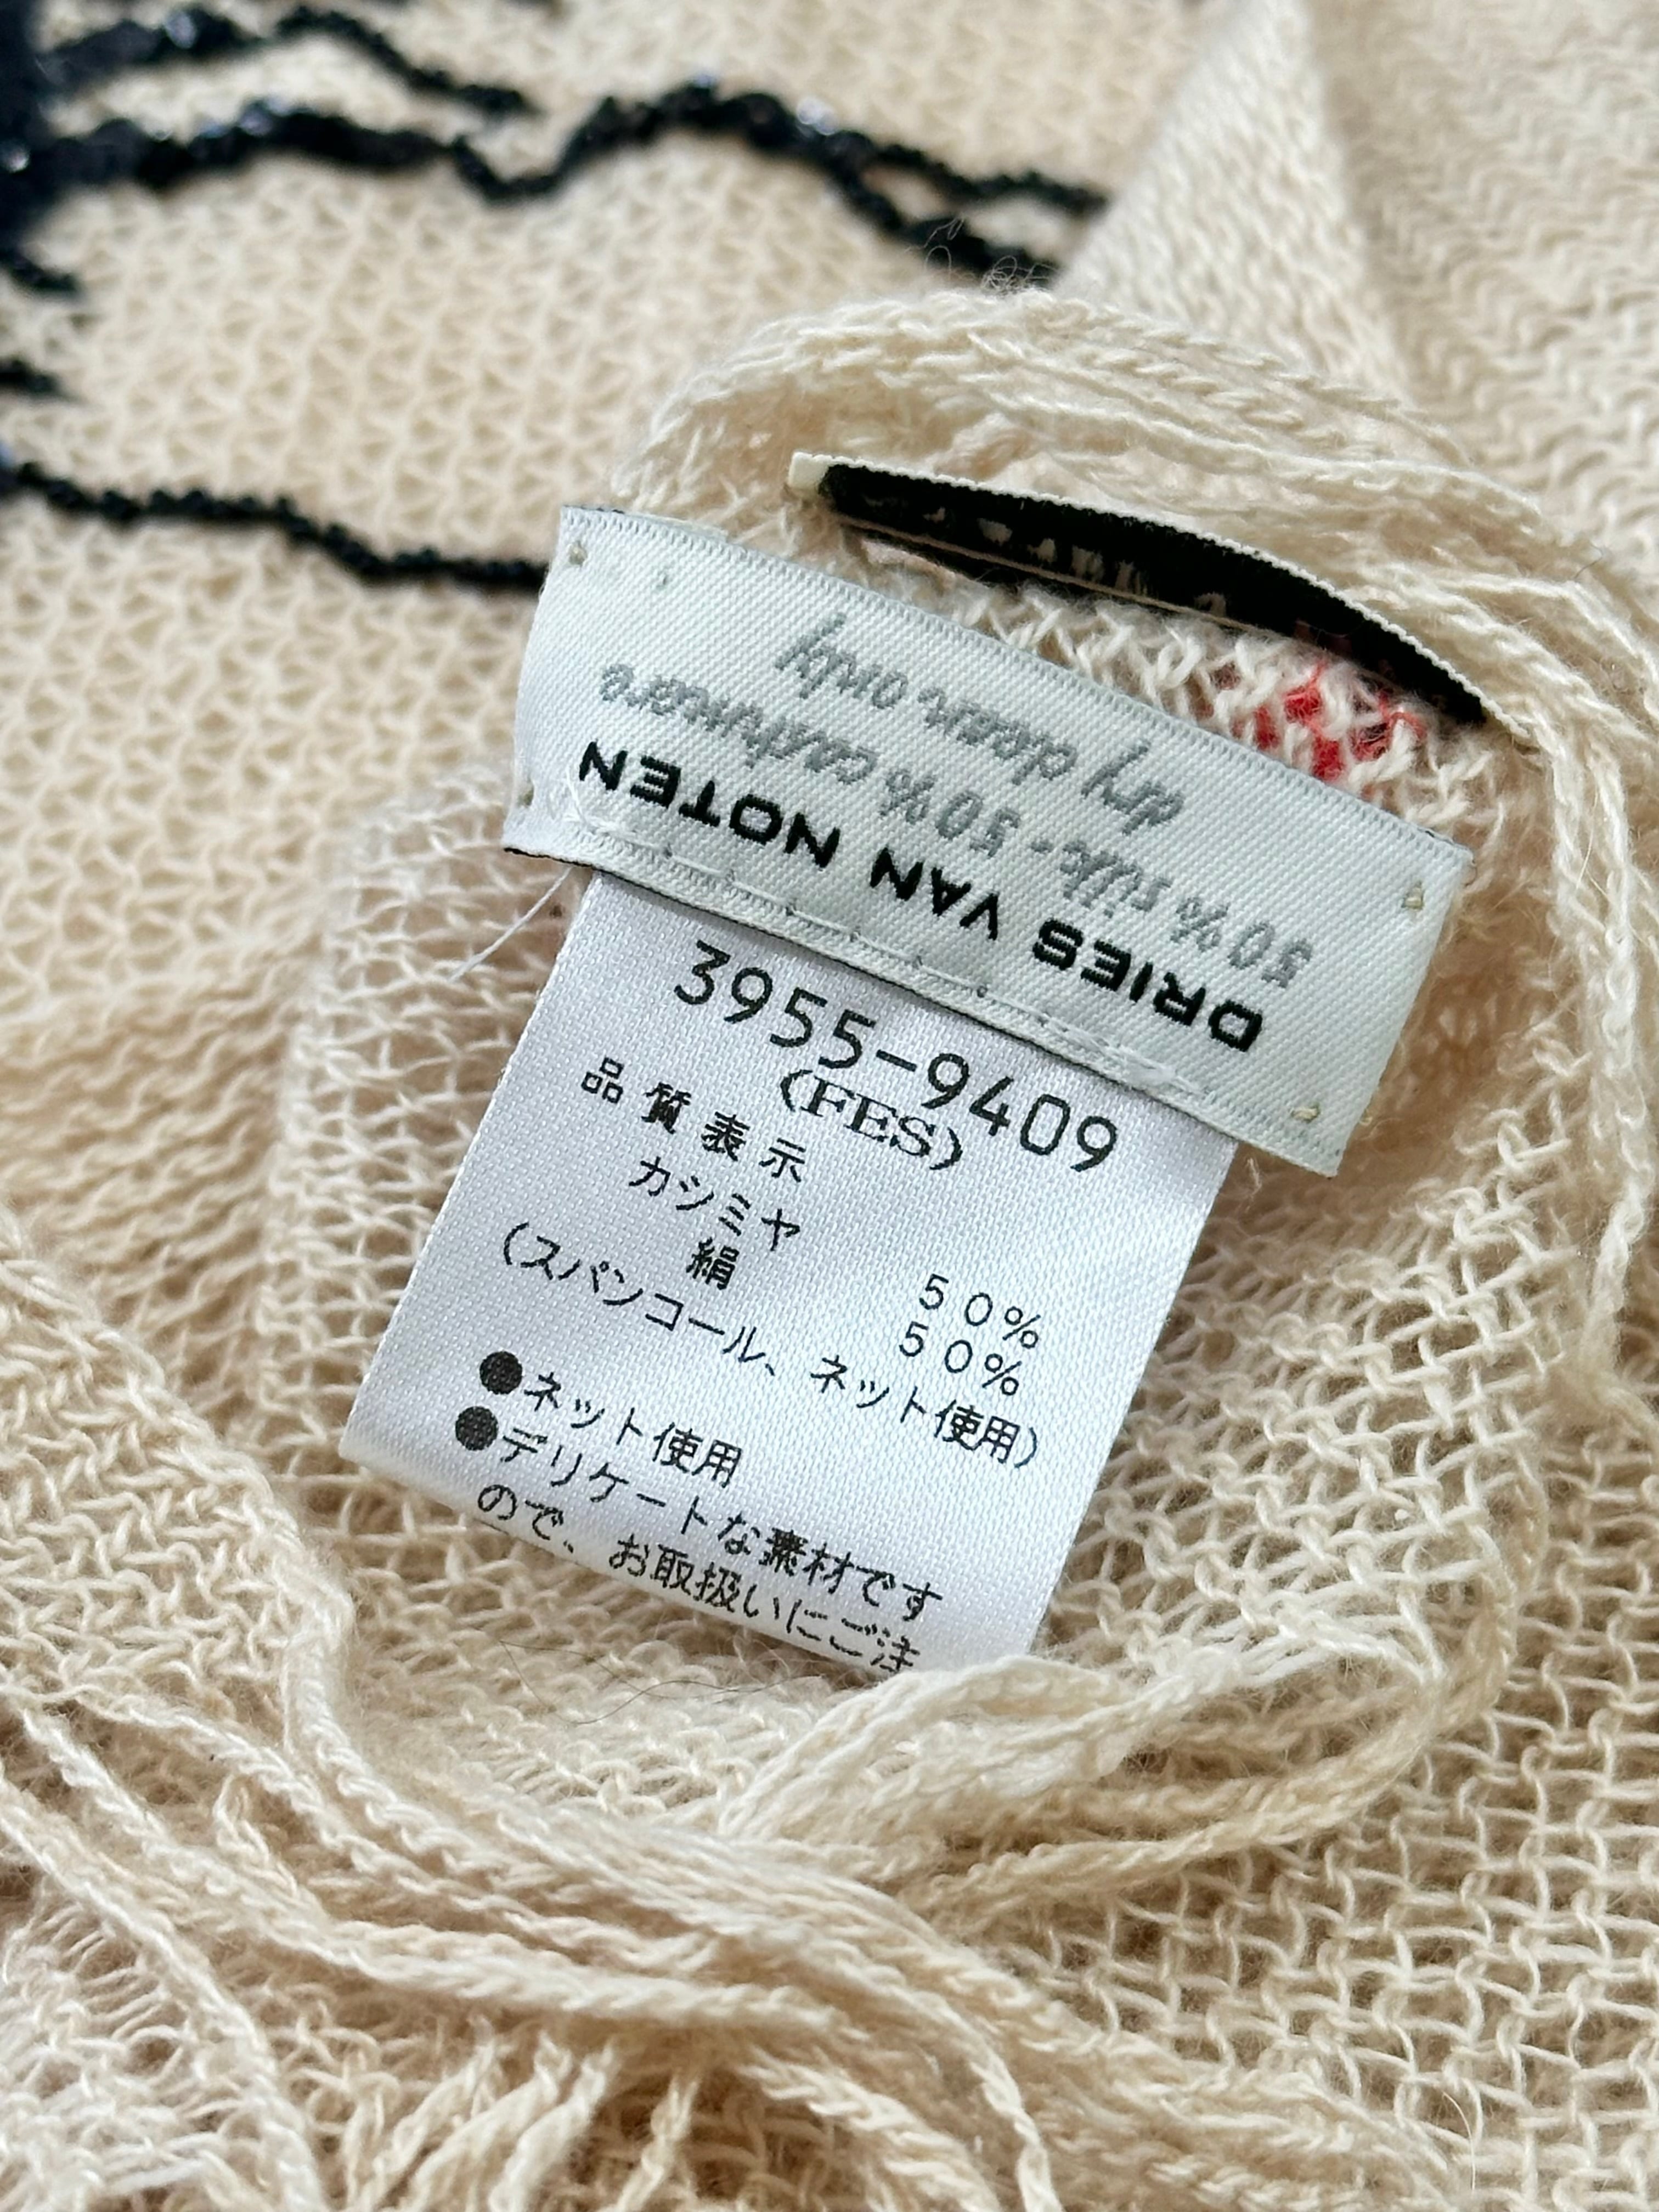 DRIES VAN NOTEN
50% silk - 50% cashmere
dry clean only
3955-9409
(FES)
品質表示
カシミヤ 50%
絹 50%
(スパンコール、ネット使用)
●ネット使用
●デリケートな素材です
ので、お取扱いにご注